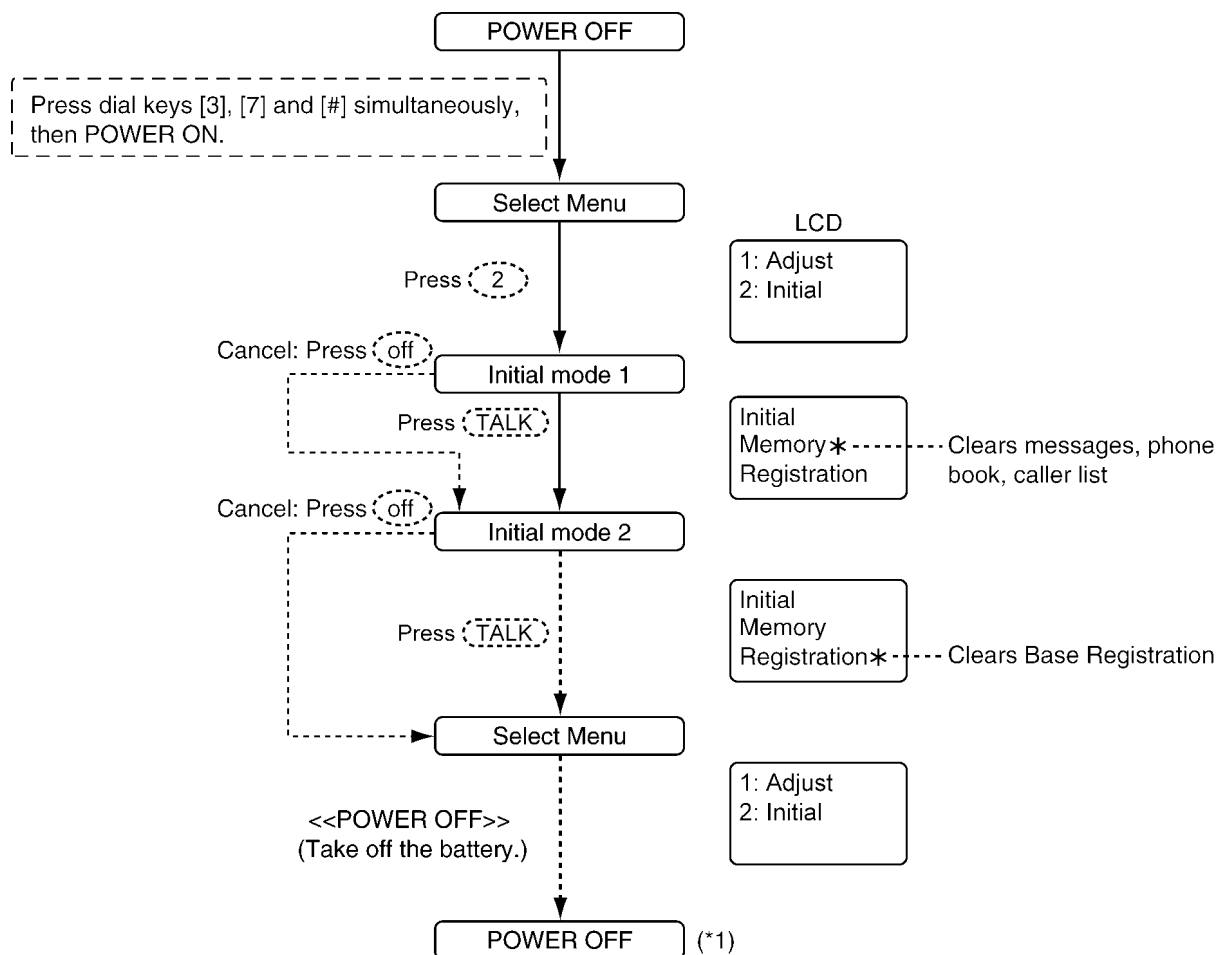 POWER OFF
Press dial keys [3], [7] and [#] simultaneously,
then POWER ON.
Select Menu
LCD
1: Adjust
2: Initial
Press 2
Cancel: Press off
Initial mode 1
Press TALK
Initial
Memory*
Registration
Clears messages, phone
book, caller list
Cancel: Press off
Initial mode 2
Press TALK
Initial
Memory
Registration*
Clears Base Registration
Select Menu
1: Adjust
2: Initial
<<POWER OFF>>
(Take off the battery.)
POWER OFF (*1)